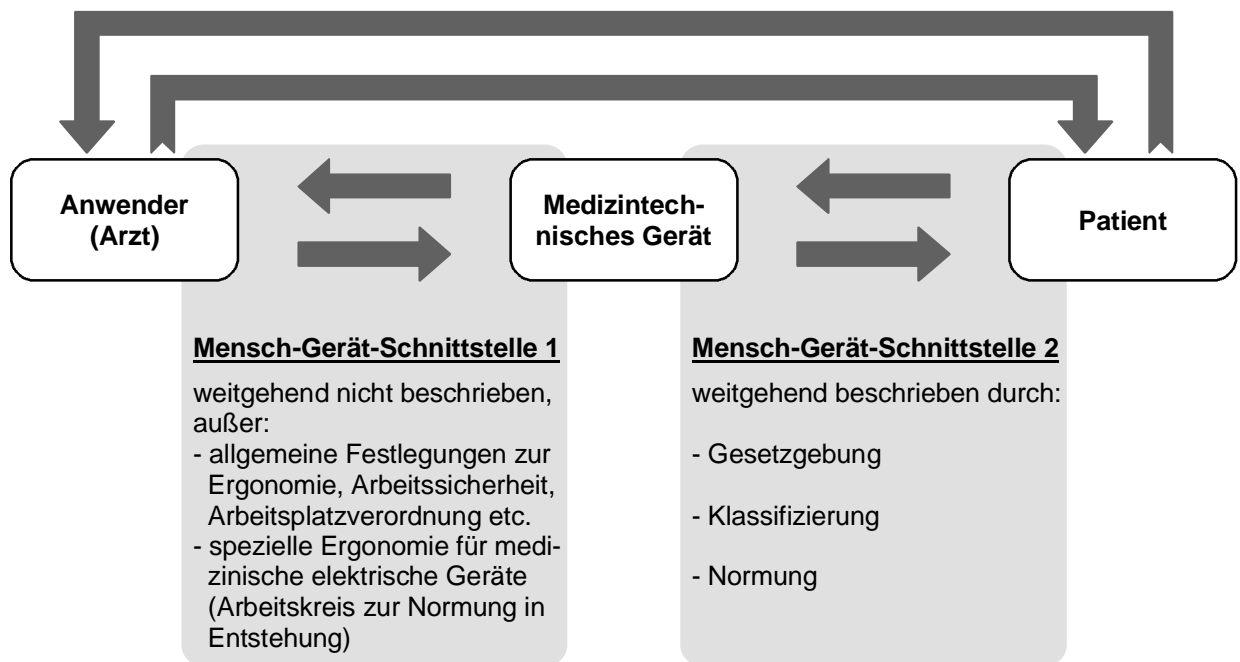 Anwender
(Arzt)
Medizintech-
nisches Gerät
Patient
Mensch-Gerät-Schnittstelle 1
weitgehend nicht beschrieben,
außer:
- allgemeine Festlegungen zur
Ergonomie, Arbeitssicherheit,
Arbeitsplatzverordnung etc.
- spezielle Ergonomie für medi-
zinische elektrische Geräte
(Arbeitskreis zur Normung in
Entstehung)
Mensch-Gerät-Schnittstelle 2
weitgehend beschrieben durch:
- Gesetzgebung
- Klassifizierung
- Normung